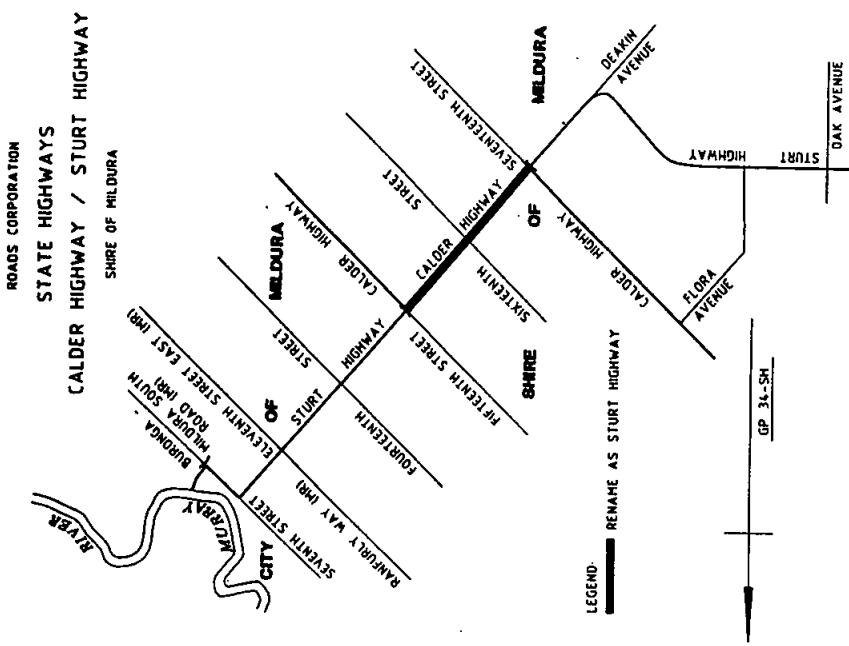 ROADS CORPORATION
STATE HIGHWAYS
CALDER HIGHWAY / STURT HIGHWAY
SHIRE OF MILDURA
RIVER
MURRAY
BURONGA
MILDURA SOUTH
ROAD (MR)
ELEVENTH STREET EAST (MR)
CITY
OF
MILDURA
SEVENTH STREET
RANFURLY WAY (MR)
STURT HIGHWAY
FOURTEENTH STREET
FIFTEENTH STREET
CALDER HIGHWAY
CALDER HIGHWAY
SIXTEENTH STREET
SEVENTEENTH STREET
SHIRE
OF
MILDURA
CALDER HIGHWAY
DEAKIN
AVENUE
FLORA
AVENUE
STURT HIGHWAY
OAK AVENUE
LEGEND:
RENAME AS STURT HIGHWAY
GP 34-SH